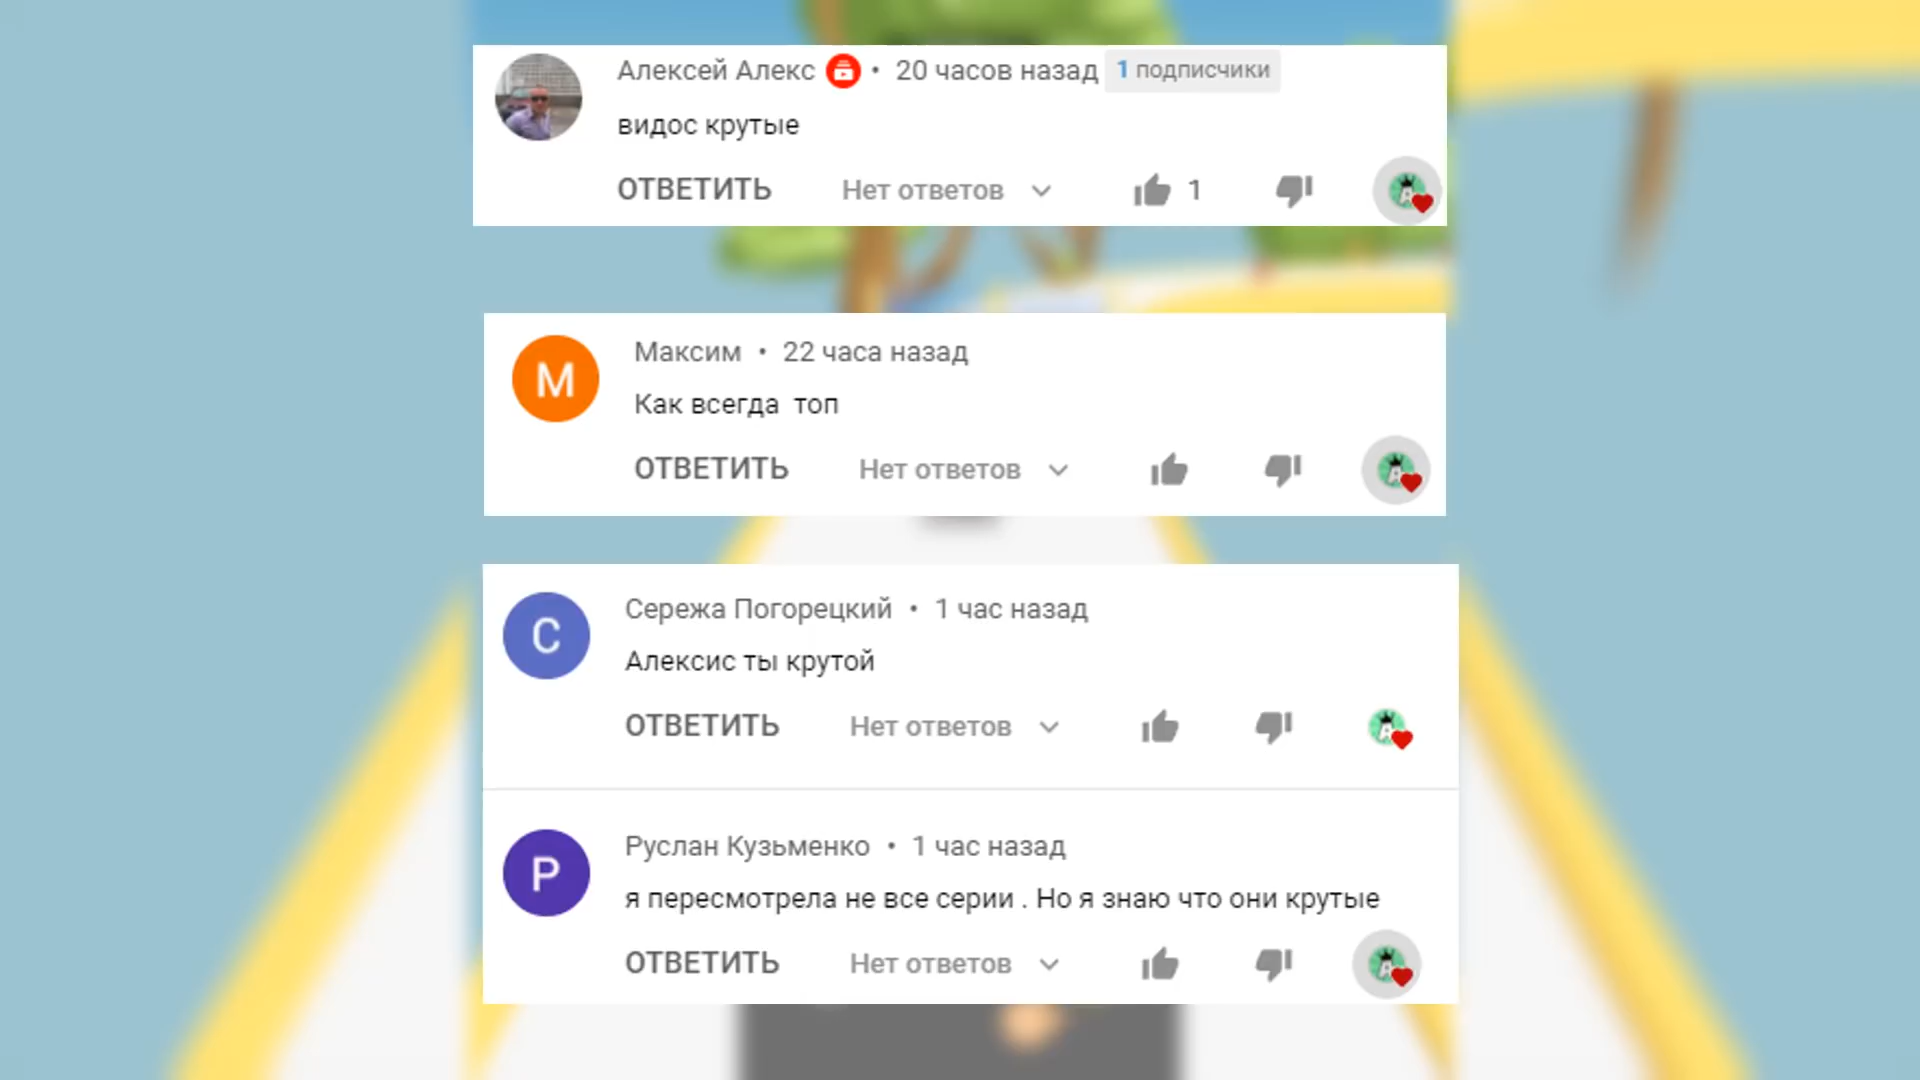 Алексей Алекс • 20 часов назад 1 подписчики
видос крутые
ОТВЕТИТЬ Нет ответов 1
М Максим • 22 часа назад
Как всегда топ
ОТВЕТИТЬ Нет ответов
С Сережа Погорецкий • 1 час назад
Алексис ты крутой
ОТВЕТИТЬ Нет ответов
Р Руслан Кузьменко • 1 час назад
я пересмотрела не все серии . Но я знаю что они крутые
ОТВЕТИТЬ Нет ответов